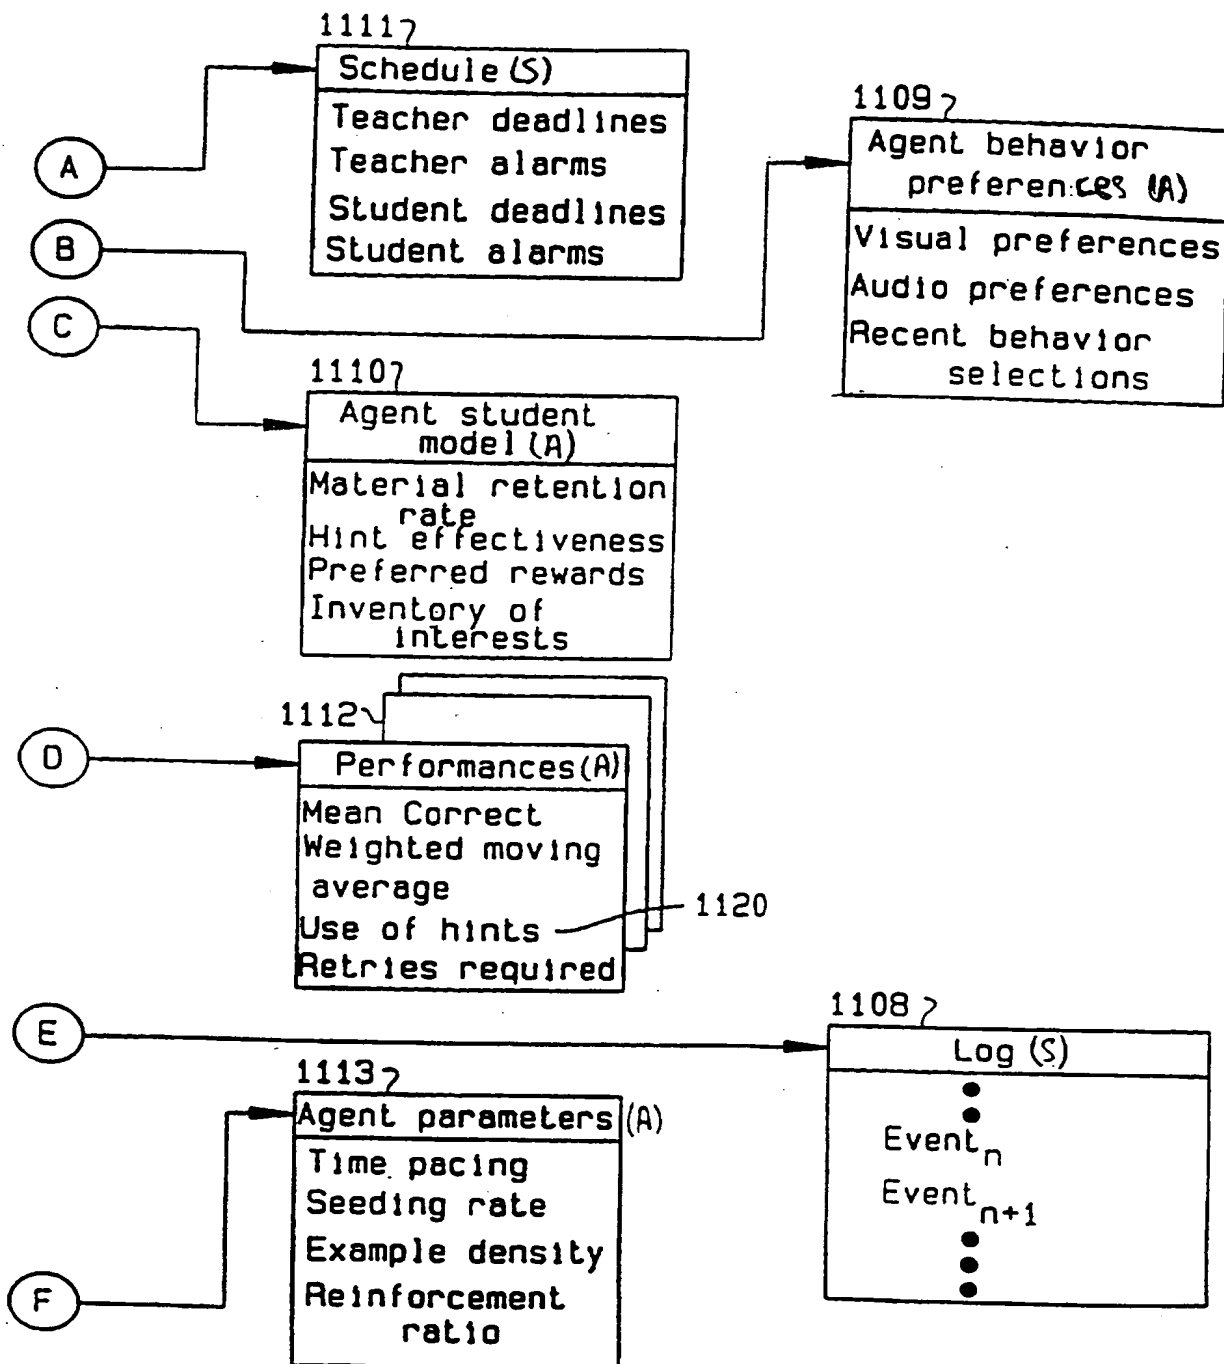 1111
Schedule (S)
Teacher deadlines
Teacher alarms
Student deadlines
Student alarms
A
B
C
1109
Agent behavior
preferences (A)
Visual preferences
Audio preferences
Recent behavior
selections
1110
Agent student
model (A)
Material retention
rate
Hint effectiveness
Preferred rewards
Inventory of
interests
D
1112
Performances (A)
Mean Correct
Weighted moving
average
Use of hints
1120
Retries required
E
1108
Log (S)
Event n
Event n+1
1113
Agent parameters (A)
Time pacing
Seeding rate
Example density
Reinforcement
ratio
F